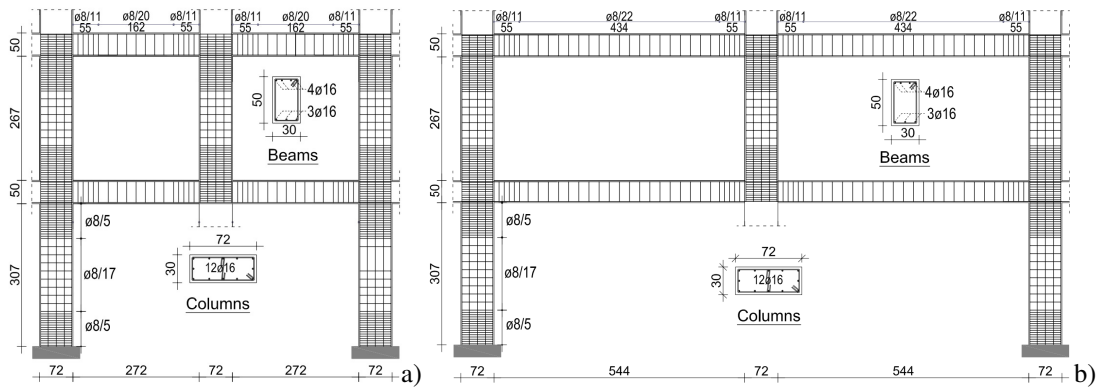 ø8/11 ø8/20 ø8/11 ø8/11 ø8/20 ø8/11
55 162 55 55 162 55
50
267
50
307
50
30
4ø16
3ø16
Beams
ø8/5
ø8/17
ø8/5
72
30
12ø16
Columns
72 272 72 272 72
a)
ø8/11 ø8/22 ø8/11 ø8/11 ø8/22 ø8/11
55 434 55 55 434 55
50
267
50
307
50
30
4ø16
3ø16
Beams
ø8/5
ø8/17
ø8/5
72
30
12ø16
Columns
72 544 72 544 72
b)